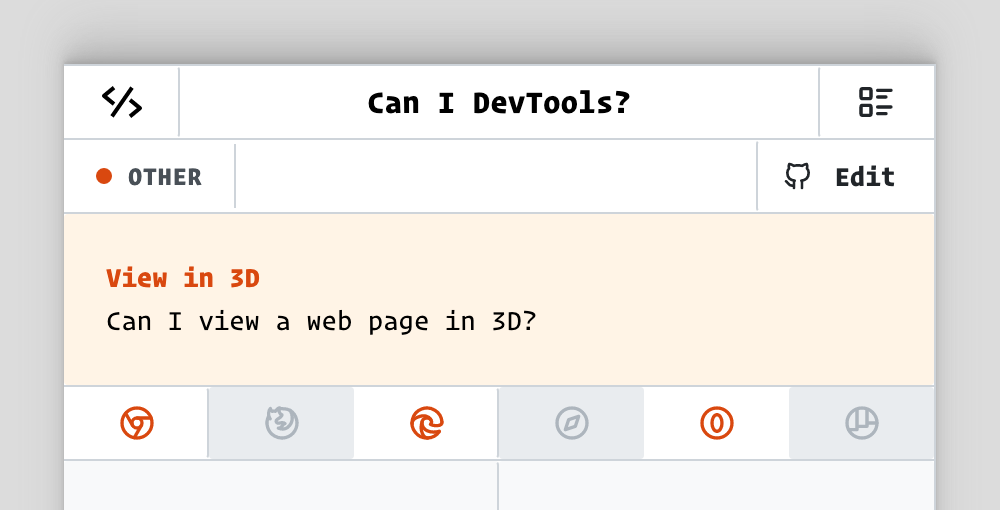 Can I DevTools?
OTHER
Edit
View in 3D
Can I view a web page in 3D?